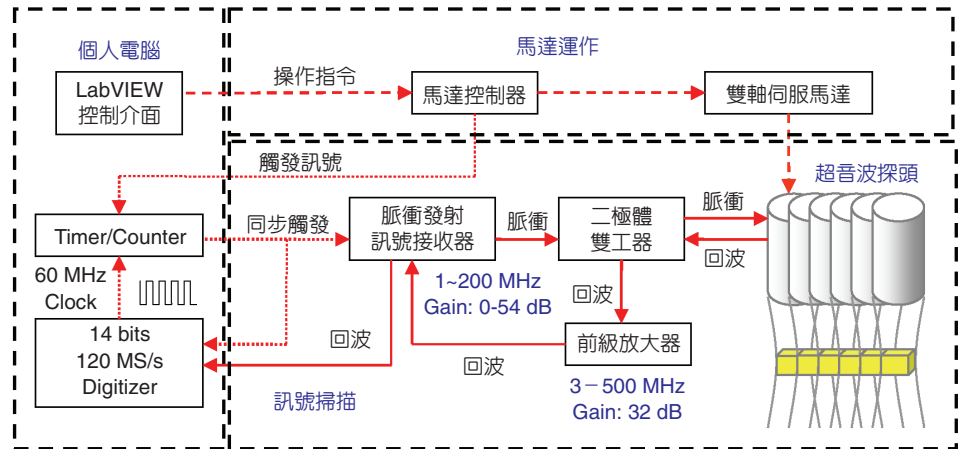 個人電腦
LabVIEW
控制介面
操作指令
馬達運作
馬達控制器
雙軸伺服馬達
觸發訊號
超音波探頭
Timer/Counter
同步觸發
脈衝發射
訊號接收器
脈衝
二極體
雙工器
脈衝
回波
60 MHz
Clock
1~200 MHz
Gain: 0-54 dB
回波
14 bits
120 MS/s
Digitizer
回波
回波
前級放大器
3-500 MHz
Gain: 32 dB
訊號掃描